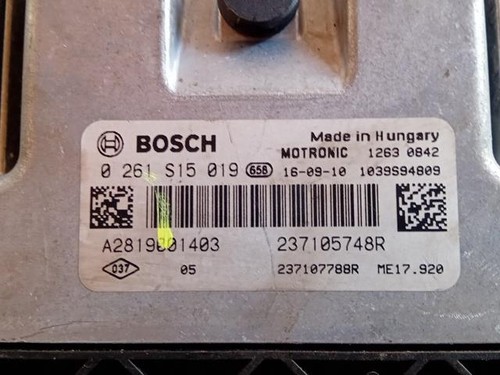 BOSCH Made in Hungary
MOTRONIC 1263 0842
0 261 S15 019 658 16-09-10 1039S94809
A2819001403 237105748R
037 05 237107788R ME17.920